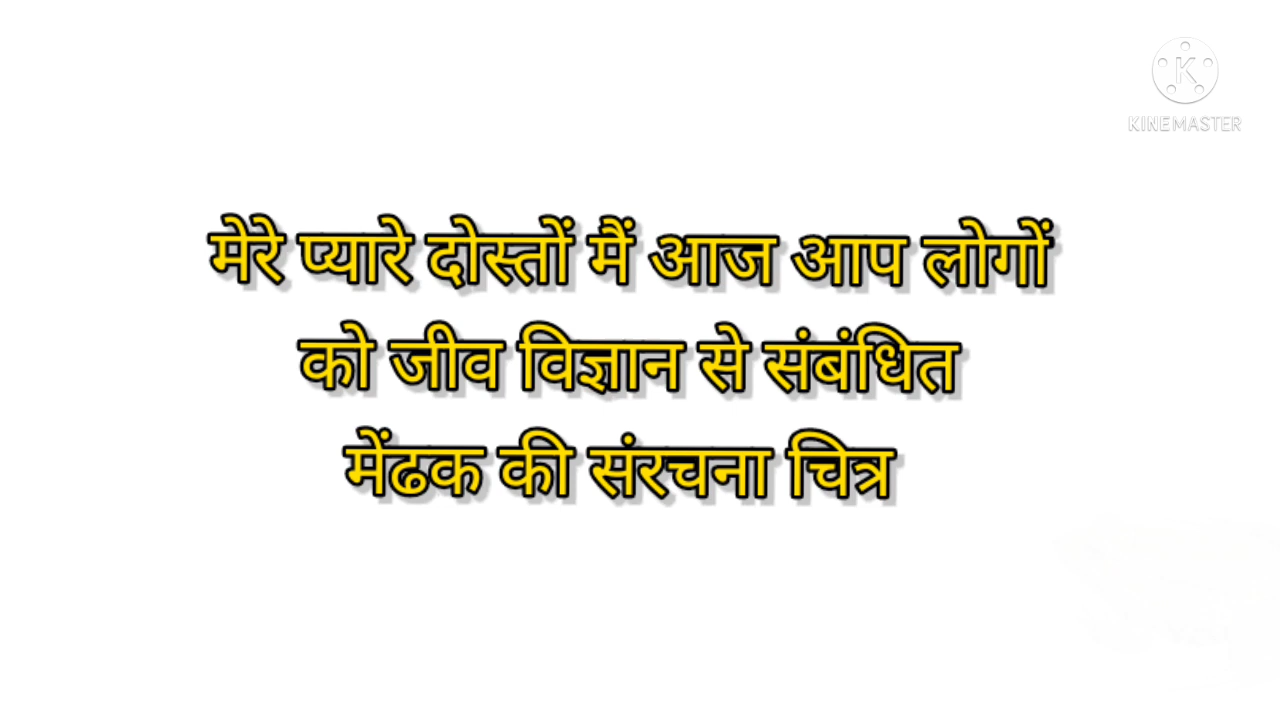 KINEMASTER
मेरे प्यारे दोस्तों मैं आज आप लोगों
को जीव विज्ञान से संबंधित
मेंढक की संरचना चित्र